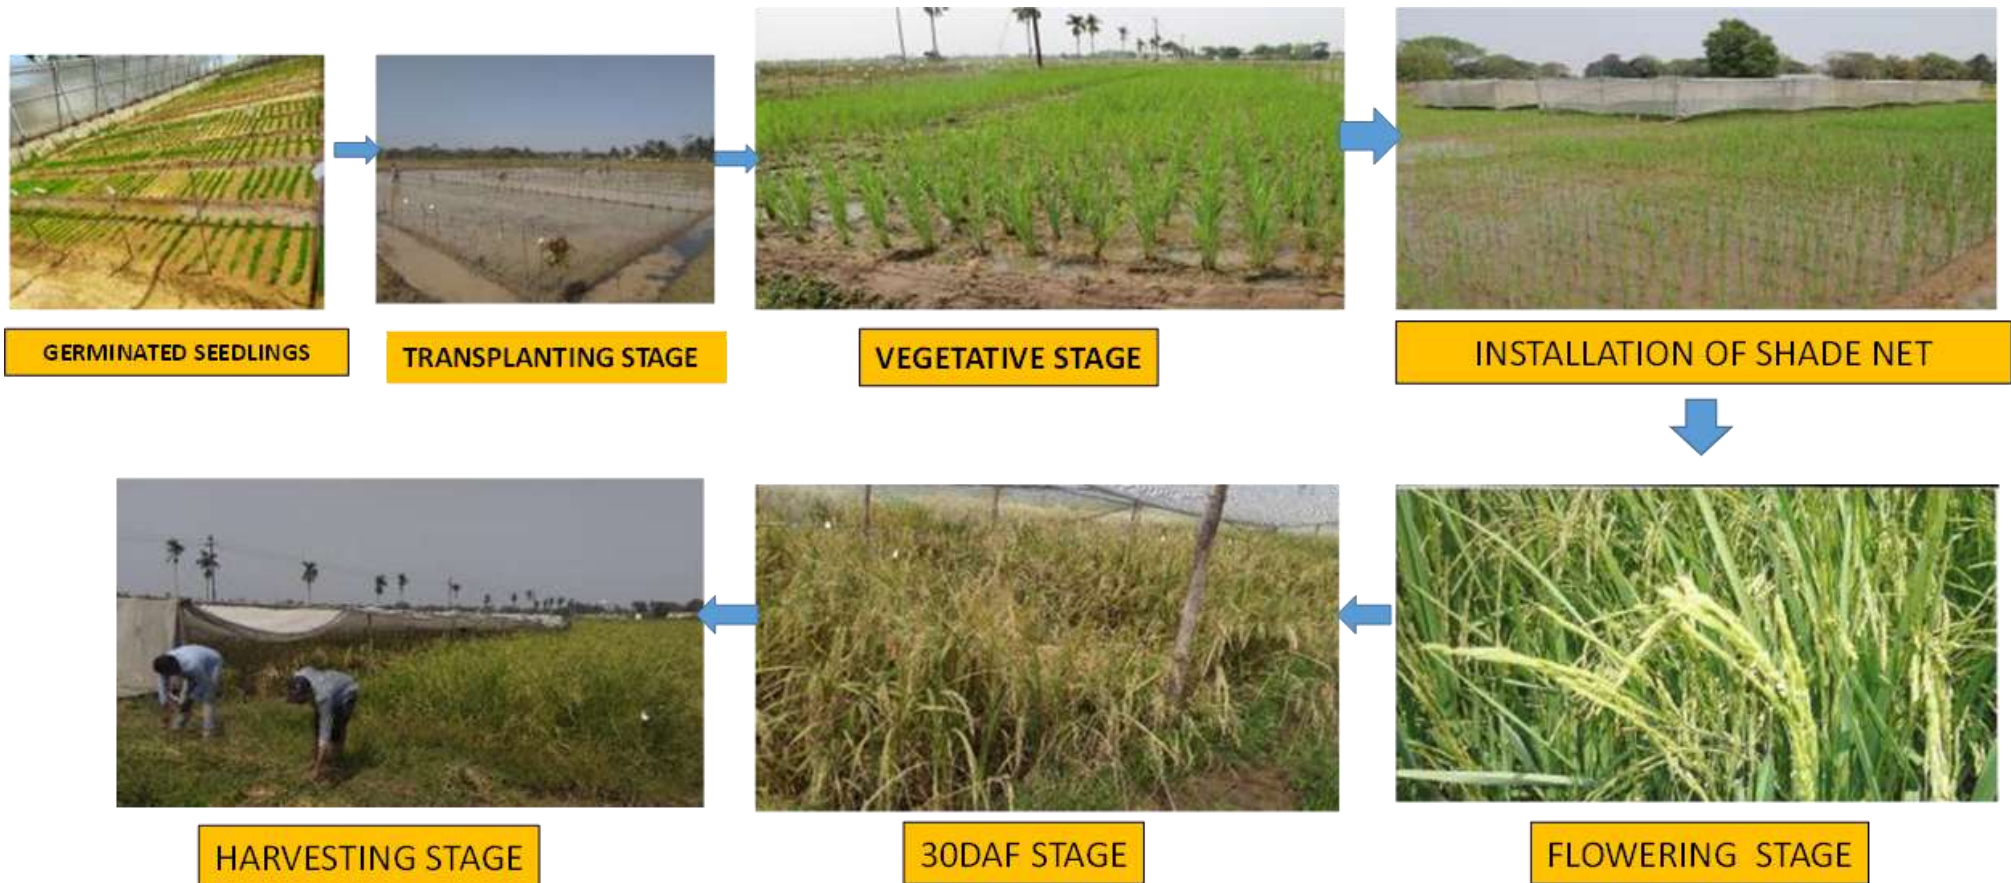 GERMINATED SEEDLINGS
TRANSPLANTING STAGE
VEGETATIVE STAGE
INSTALLATION OF SHADE NET
FLOWERING STAGE
30DAF STAGE
HARVESTING STAGE